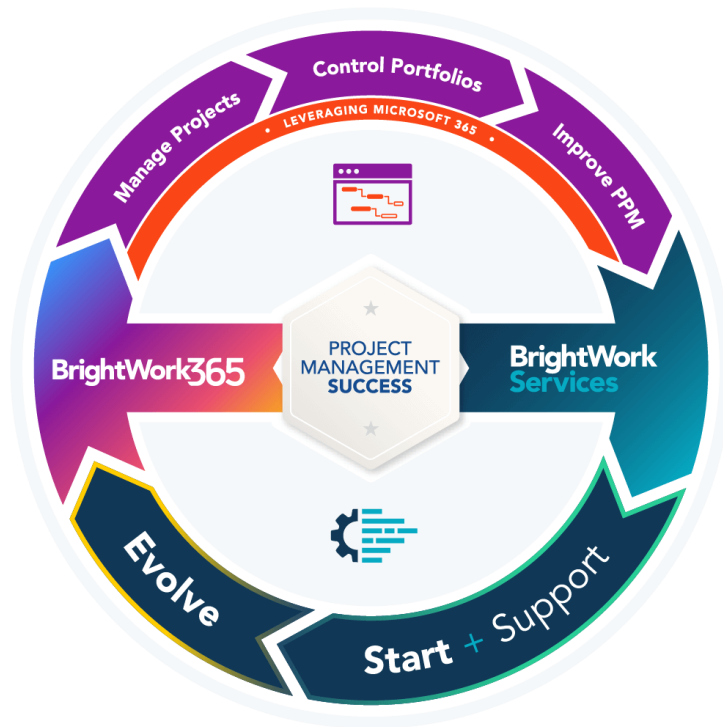 Manage Projects
Control Portfolios
Improve PPM
• LEVERAGING MICROSOFT 365 •
BrightWork365
PROJECT
MANAGEMENT
SUCCESS
BrightWork
Services
Evolve
Start + Support